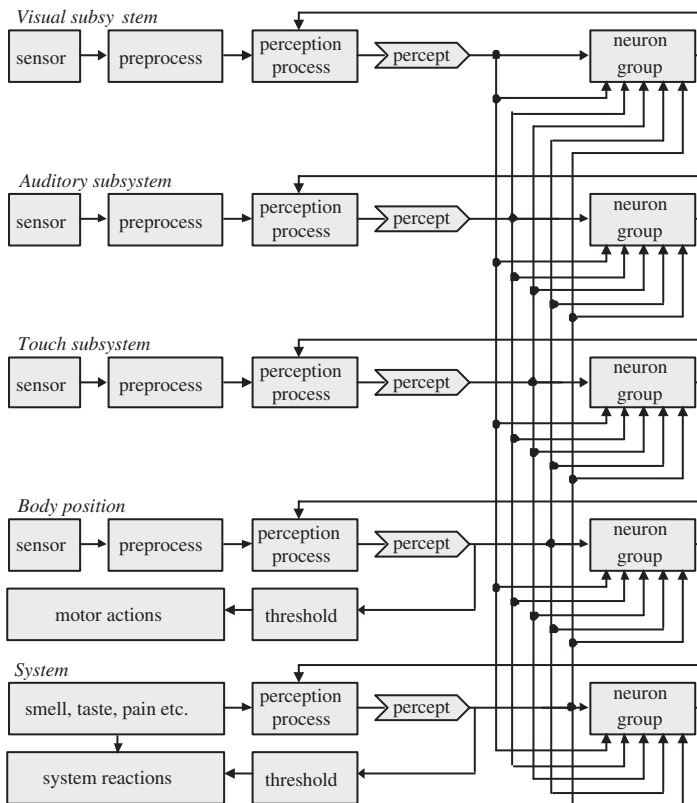 Visual subsy stem
sensor
preprocess
perception
process
percept
neuron
group
Auditory subsystem
sensor
preprocess
perception
process
percept
neuron
group
Touch subsystem
sensor
preprocess
perception
process
percept
neuron
group
Body position
sensor
preprocess
perception
process
percept
neuron
group
motor actions
threshold
System
smell, taste, pain etc.
perception
process
percept
neuron
group
system reactions
threshold